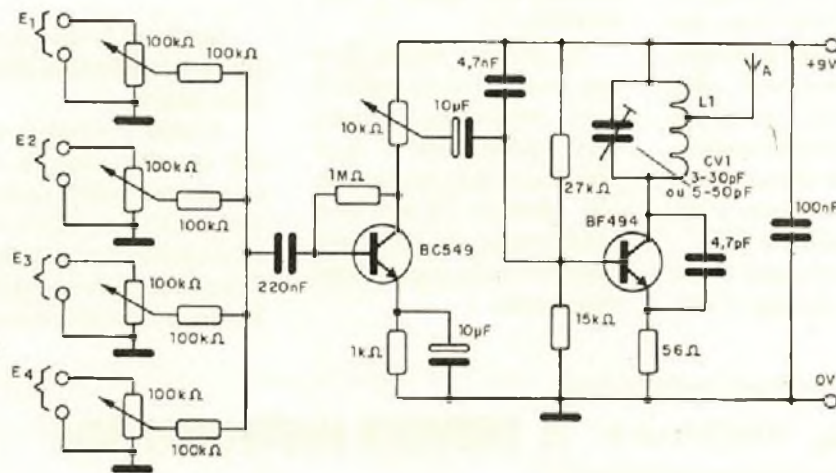 E1
100kΩ
100kΩ
E2
100kΩ
100kΩ
E3
100kΩ
100kΩ
E4
100kΩ
100kΩ
220nF
1MΩ
10kΩ
10µF
BC549
1kΩ
10µF
4,7nF
27kΩ
15kΩ
BF494
L1
A
CV1
3-30pF
ou 5-50pF
4,7pF
56Ω
100nF
+9V
0V